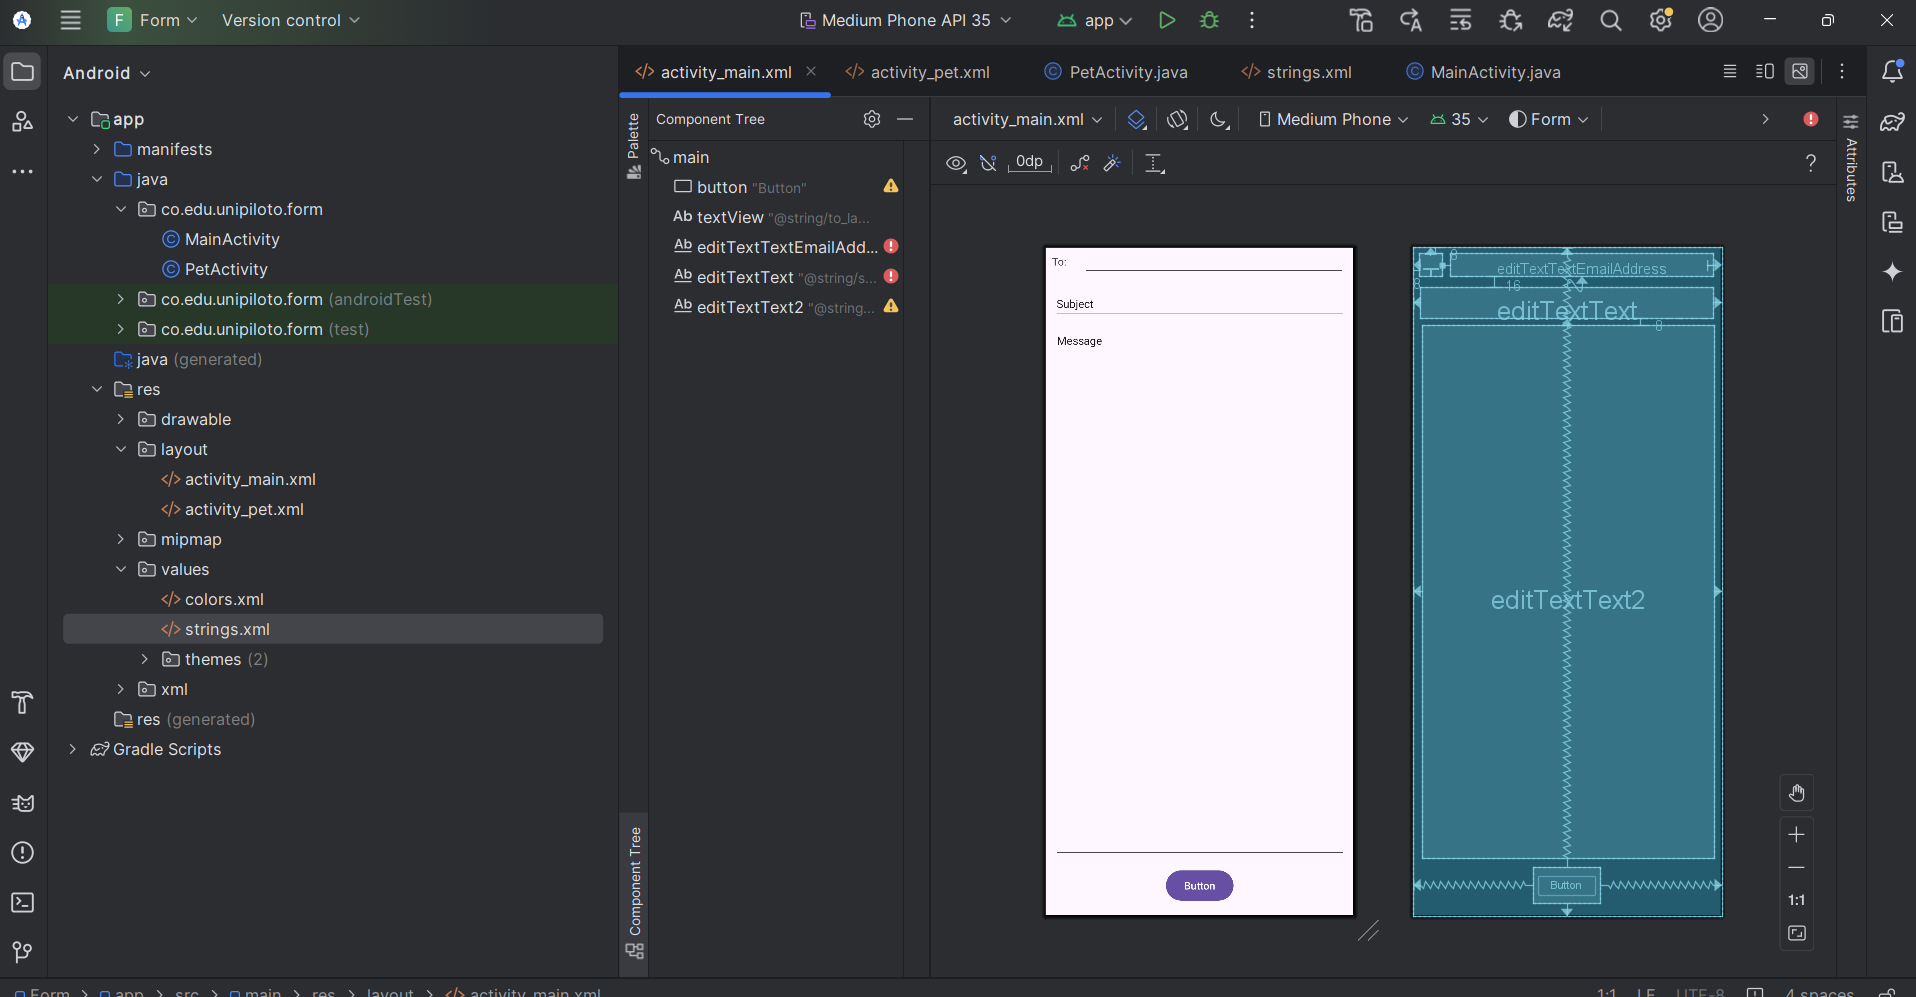 F Form Version control Medium Phone API 35 app
Android
activity_main.xml activity_pet.xml PetActivity.java strings.xml MainActivity.java
app
manifests
java
co.edu.unipiloto.form
MainActivity
PetActivity
co.edu.unipiloto.form (androidTest)
co.edu.unipiloto.form (test)
java (generated)
res
drawable
layout
activity_main.xml
activity_pet.xml
mipmap
values
colors.xml
strings.xml
themes (2)
xml
res (generated)
Gradle Scripts
Palette
Component Tree
Component Tree
main
button "Button"
Ab textView "@string/to_la...
Ab editTextTextEmailAdd...
Ab editTextText "@string/s...
Ab editTextText2 "@string...
activity_main.xml Medium Phone 35 Form
0dp ?
Attributes
To:
Subject
Message
Button
8 editTextTextEmailAddress
8 16
editTextText
8
editTextText2
Button
1:1
Form > app > src > main > res > layout > activity_main.xml 1:1 LF UTF-8 4 spaces